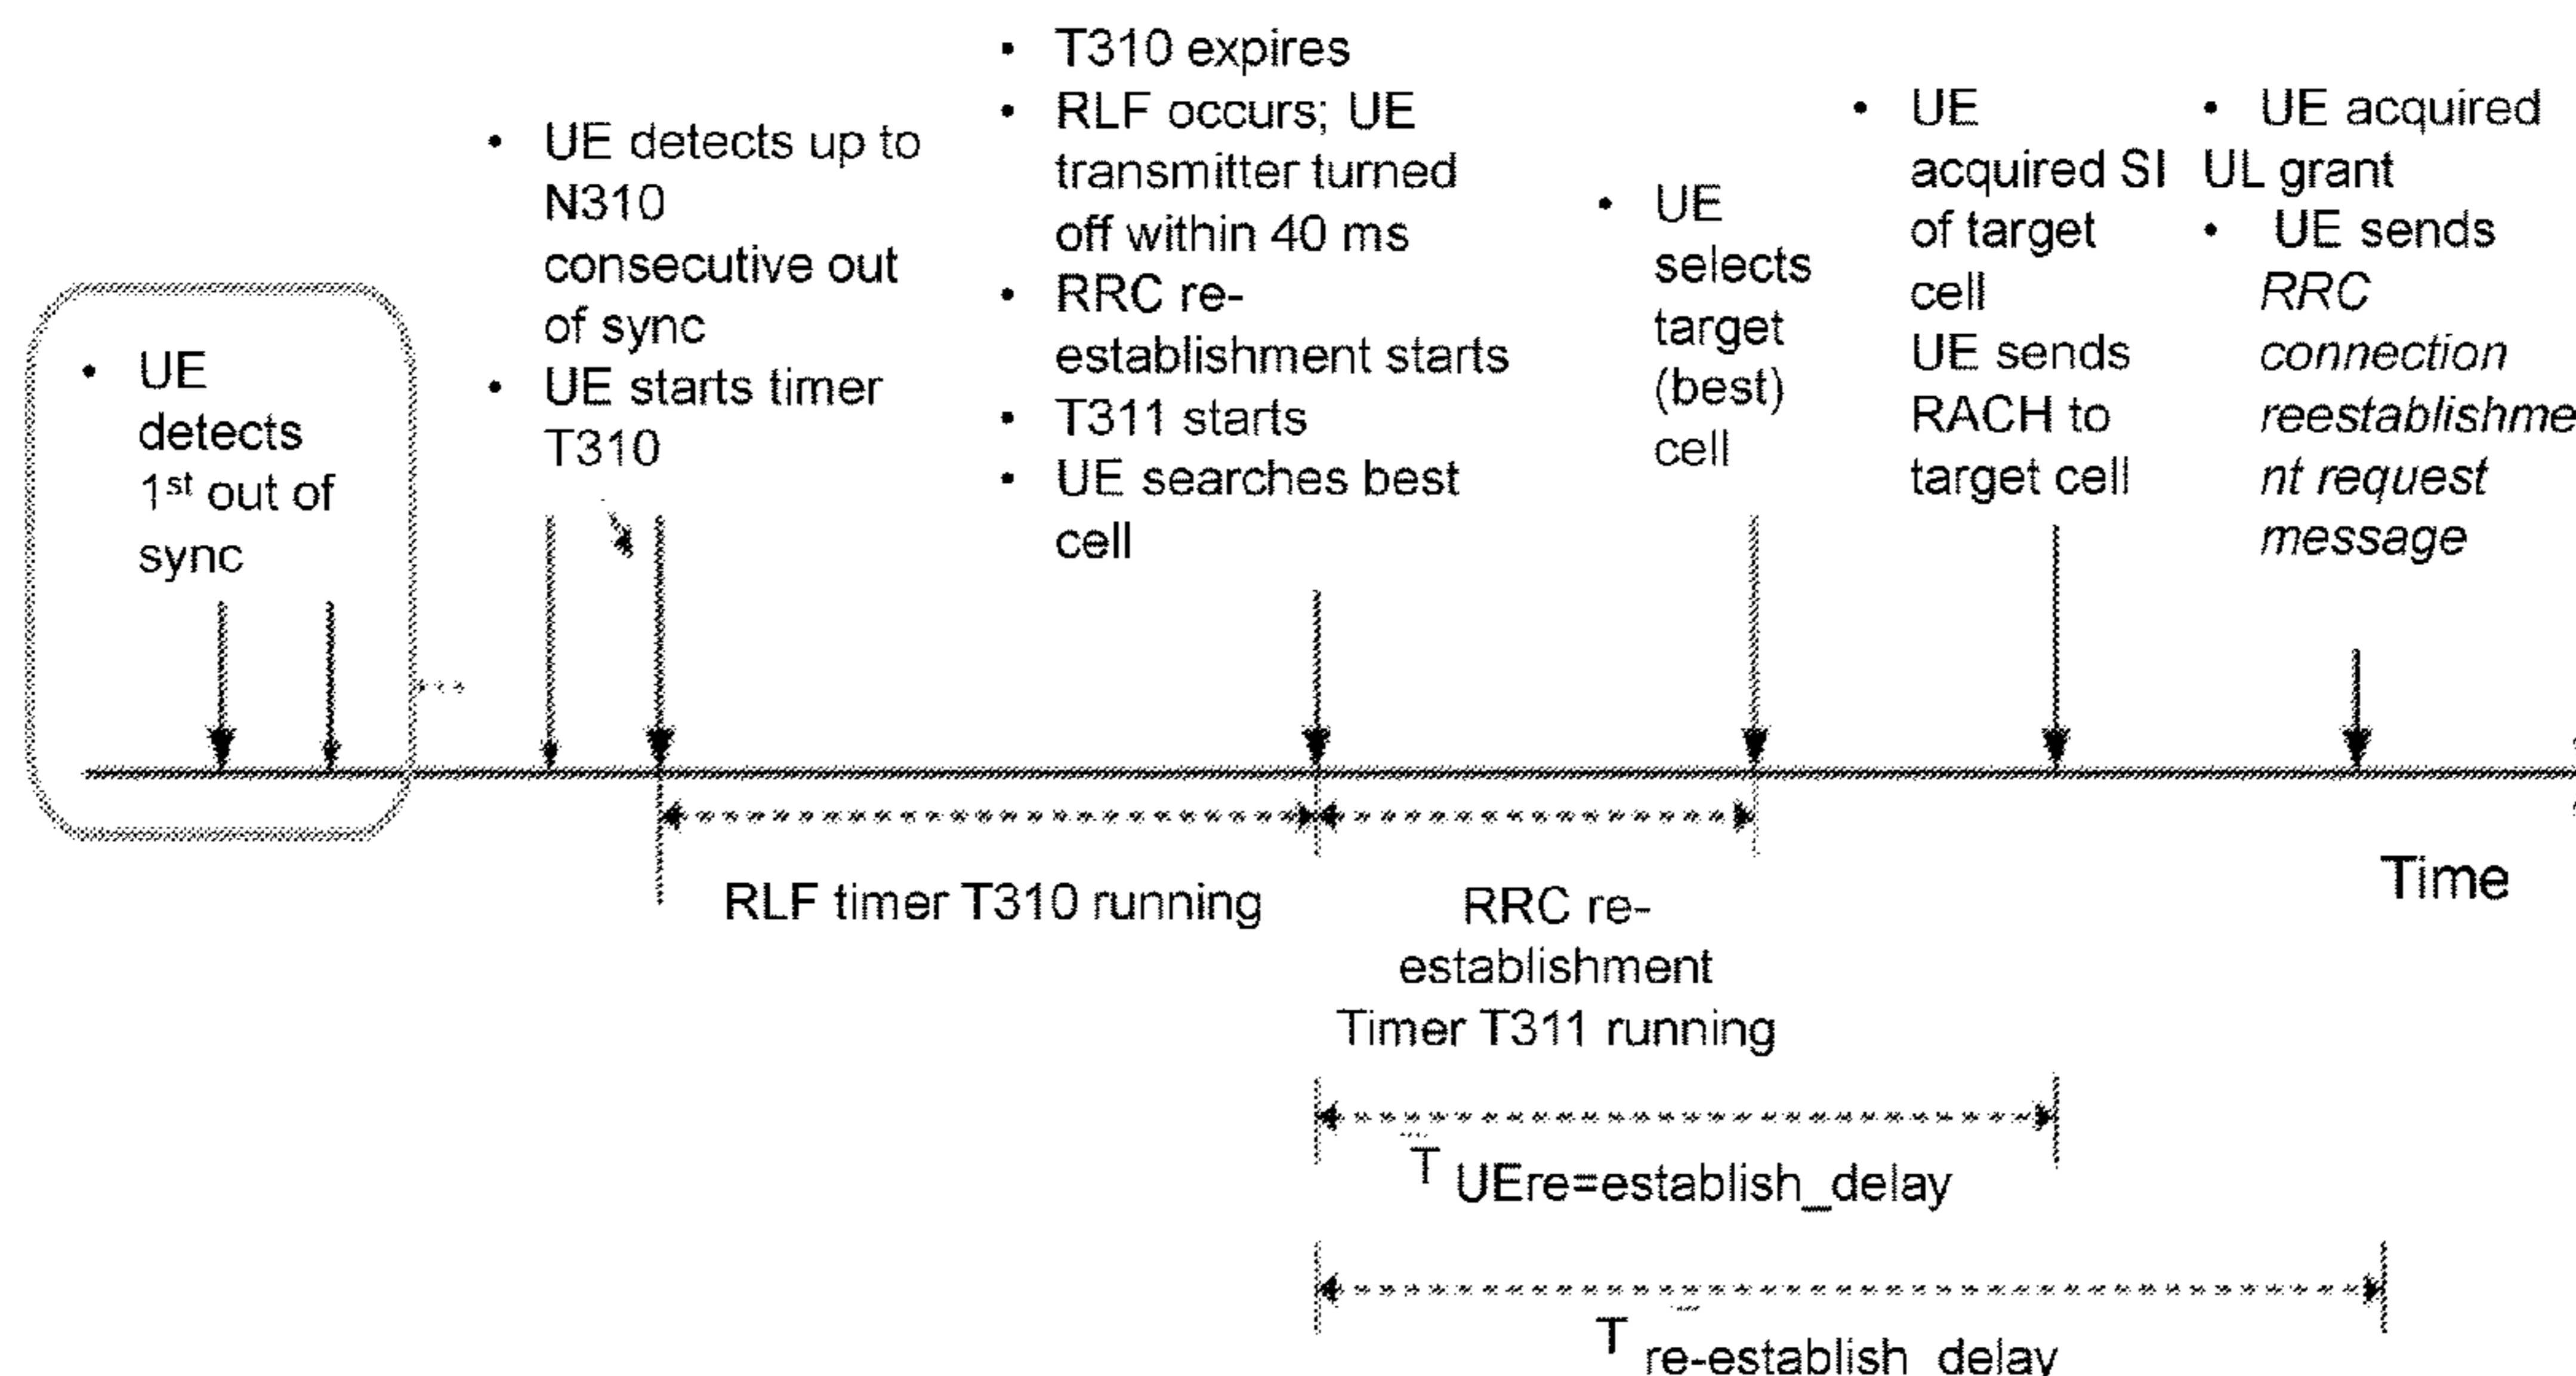 • UE
detects
1st out of
sync
• UE detects up to
N310
consecutive out
of sync
• UE starts timer
T310
• T310 expires
• RLF occurs; UE
transmitter turned
off within 40 ms
• RRC re-
establishment starts
• T311 starts
• UE searches best
cell
• UE
selects
target
(best)
cell
• UE
acquired SI
of target
cell
UE sends
RACH to
target cell
• UE acquired
UL grant
• UE sends
RRC
connection
reestablishme
nt request
message
Time
RLF timer T310 running
RRC re-
establishment
Timer T311 running
T UEre=establish_delay
T re-establish_delay